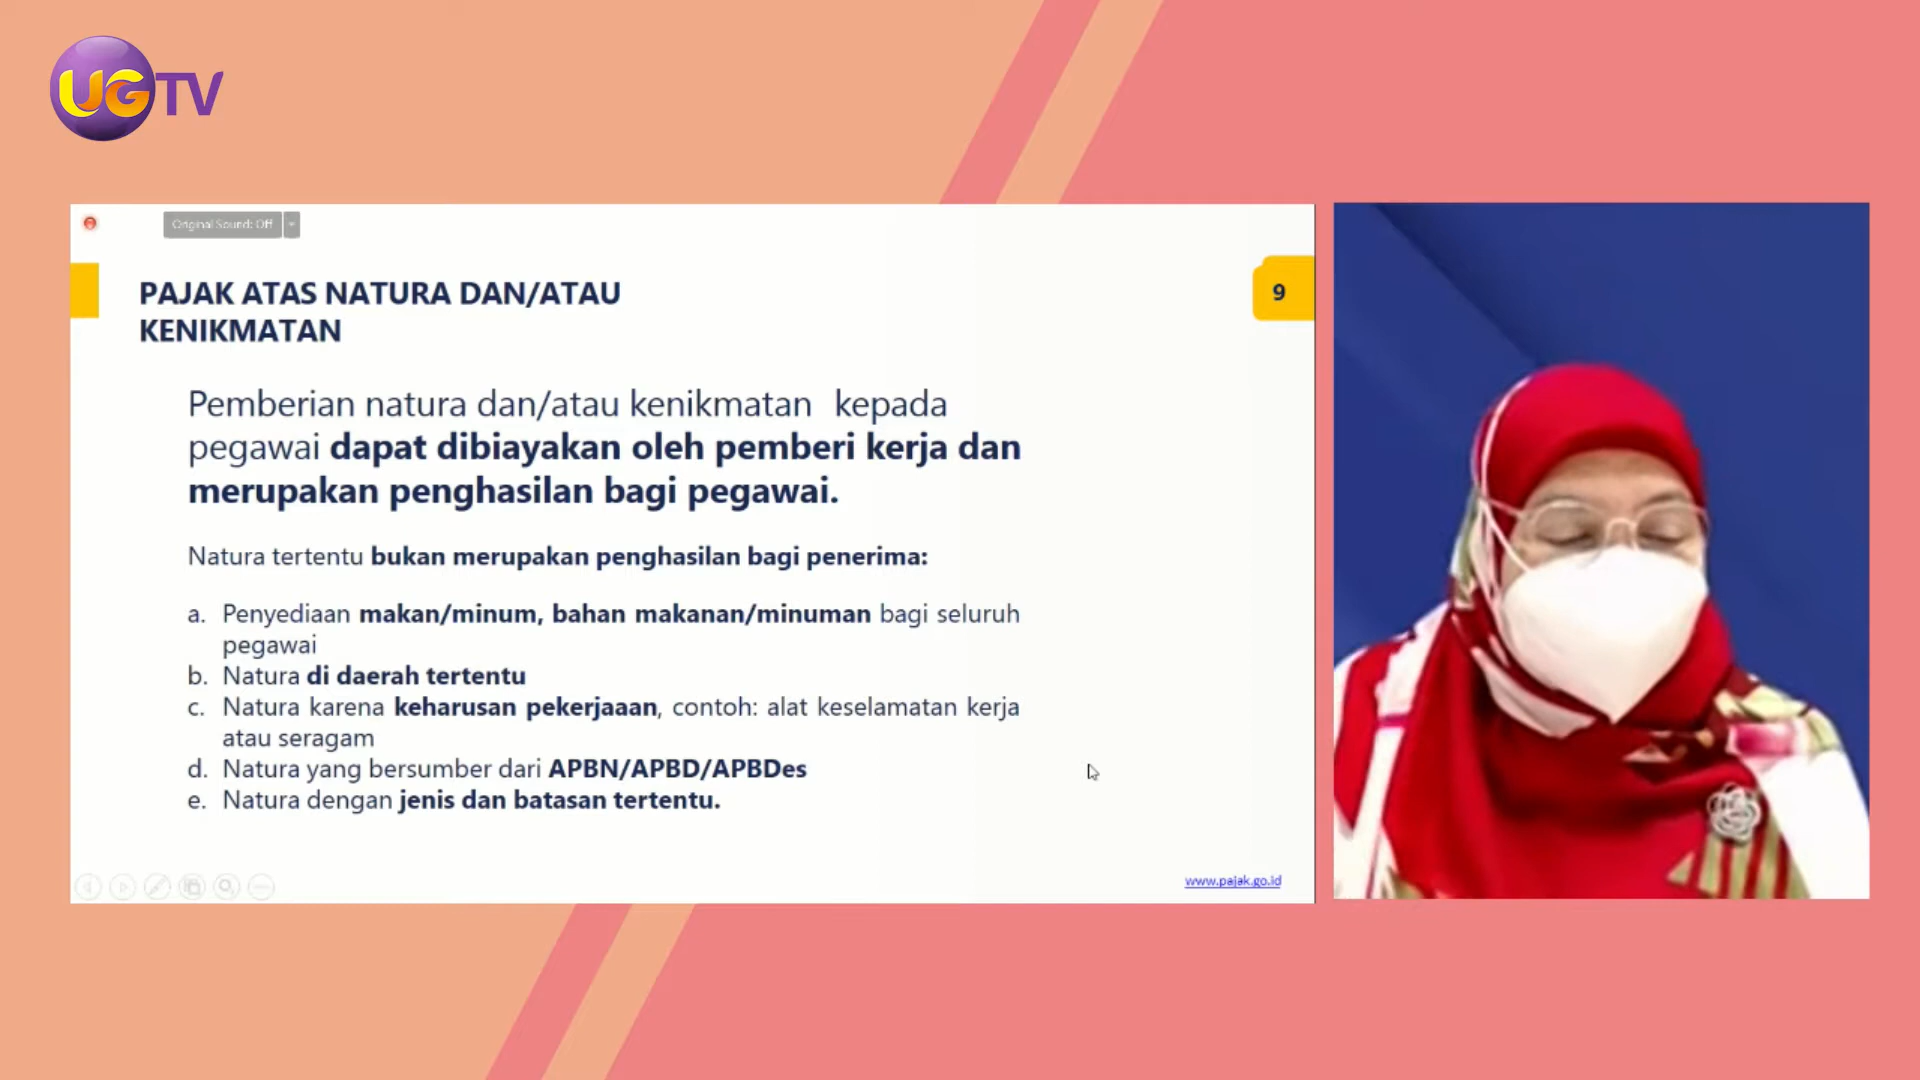 UGTV
Original Sound: Off
PAJAK ATAS NATURA DAN/ATAU
KENIKMATAN
9
Pemberian natura dan/atau kenikmatan kepada
pegawai dapat dibiayakan oleh pemberi kerja dan
merupakan penghasilan bagi pegawai.
Natura tertentu bukan merupakan penghasilan bagi penerima:
a. Penyediaan makan/minum, bahan makanan/minuman bagi seluruh
pegawai
b. Natura di daerah tertentu
c. Natura karena keharusan pekerjaaan, contoh: alat keselamatan kerja
atau seragam
d. Natura yang bersumber dari APBN/APBD/APBDes
e. Natura dengan jenis dan batasan tertentu.
www.pajak.go.id